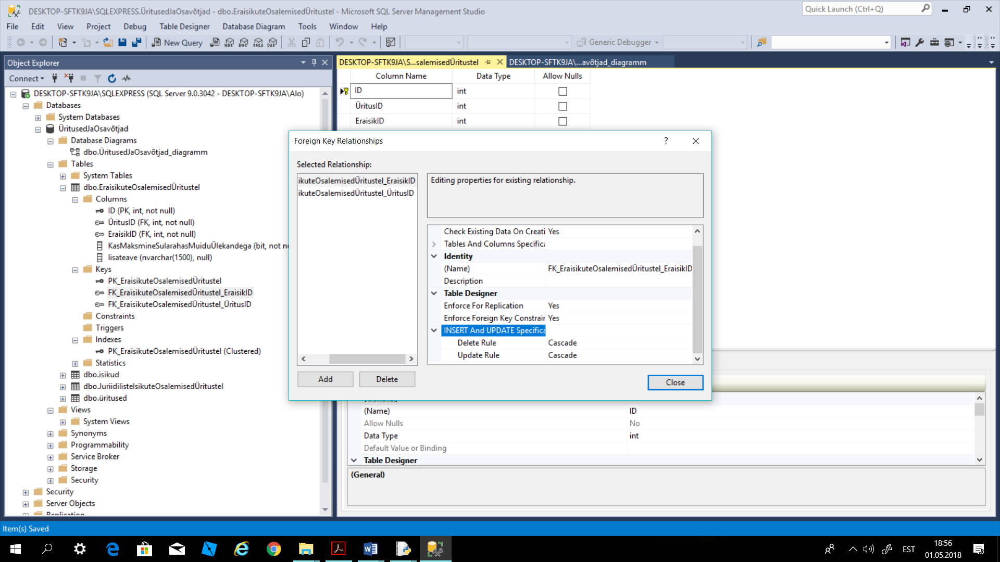 DESKTOP-SFTK9JA\SQLEXPRESS.ÜritusedJaOsavõtjad - dbo.EraisikuteOsalemisedÜritustel - Microsoft SQL Server Management Studio
Quick Launch (Ctrl+Q)
File Edit View Project Debug Table Designer Database Diagram Tools Window Help
New Query MDX DMX XMLA DAX Generic Debugger
Object Explorer
Connect
DESKTOP-SFTK9JA\SQLEXPRESS (SQL Server 9.0.3042 - DESKTOP-SFTK9JA\Alo)
Databases
System Databases
ÜritusedJaOsavõtjad
Database Diagrams
dbo.ÜritusedJaOsavõtjad_diagramm
Tables
System Tables
dbo.EraisikuteOsalemisedÜritustel
Columns
ID (PK, int, not null)
ÜritusID (FK, int, not null)
EraisikID (FK, int, not null)
KasMaksmineSularahasMuiduÜlekandega (bit, not nu
lisateave (nvarchar(1500), null)
Keys
PK_EraisikuteOsalemisedÜritustel
FK_EraisikuteOsalemisedÜritustel_EraisikID
FK_EraisikuteOsalemisedÜritustel_ÜritusID
Constraints
Triggers
Indexes
PK_EraisikuteOsalemisedÜritustel (Clustered)
Statistics
dbo.isikud
dbo.JuriidilisteIsikuteOsalemisedÜritustel
dbo.üritused
Views
System Views
Synonyms
Programmability
Service Broker
Storage
Security
Security
Server Objects
Replication
DESKTOP-SFTK9JA\S...salemisedÜritustel DESKTOP-SFTK9JA\...avõtjad_diagramm
Column Name Data Type Allow Nulls
ID int
ÜritusID int
EraisikID int
Foreign Key Relationships ?
Selected Relationship:
ikuteOsalemisedÜritustel_EraisikID
ikuteOsalemisedÜritustel_ÜritusID
Editing properties for existing relationship.
Check Existing Data On Creati Yes
Tables And Columns Specifica
Identity
(Name) FK_EraisikuteOsalemisedÜritustel_EraisikID
Description
Table Designer
Enforce For Replication Yes
Enforce Foreign Key Constrain Yes
INSERT And UPDATE Specifica
Delete Rule Cascade
Update Rule Cascade
Add Delete Close
(General)
(Name) ID
Allow Nulls No
Data Type int
Default Value or Binding
Table Designer
(General)
Item(s) Saved
EST
18:56
01.05.2018